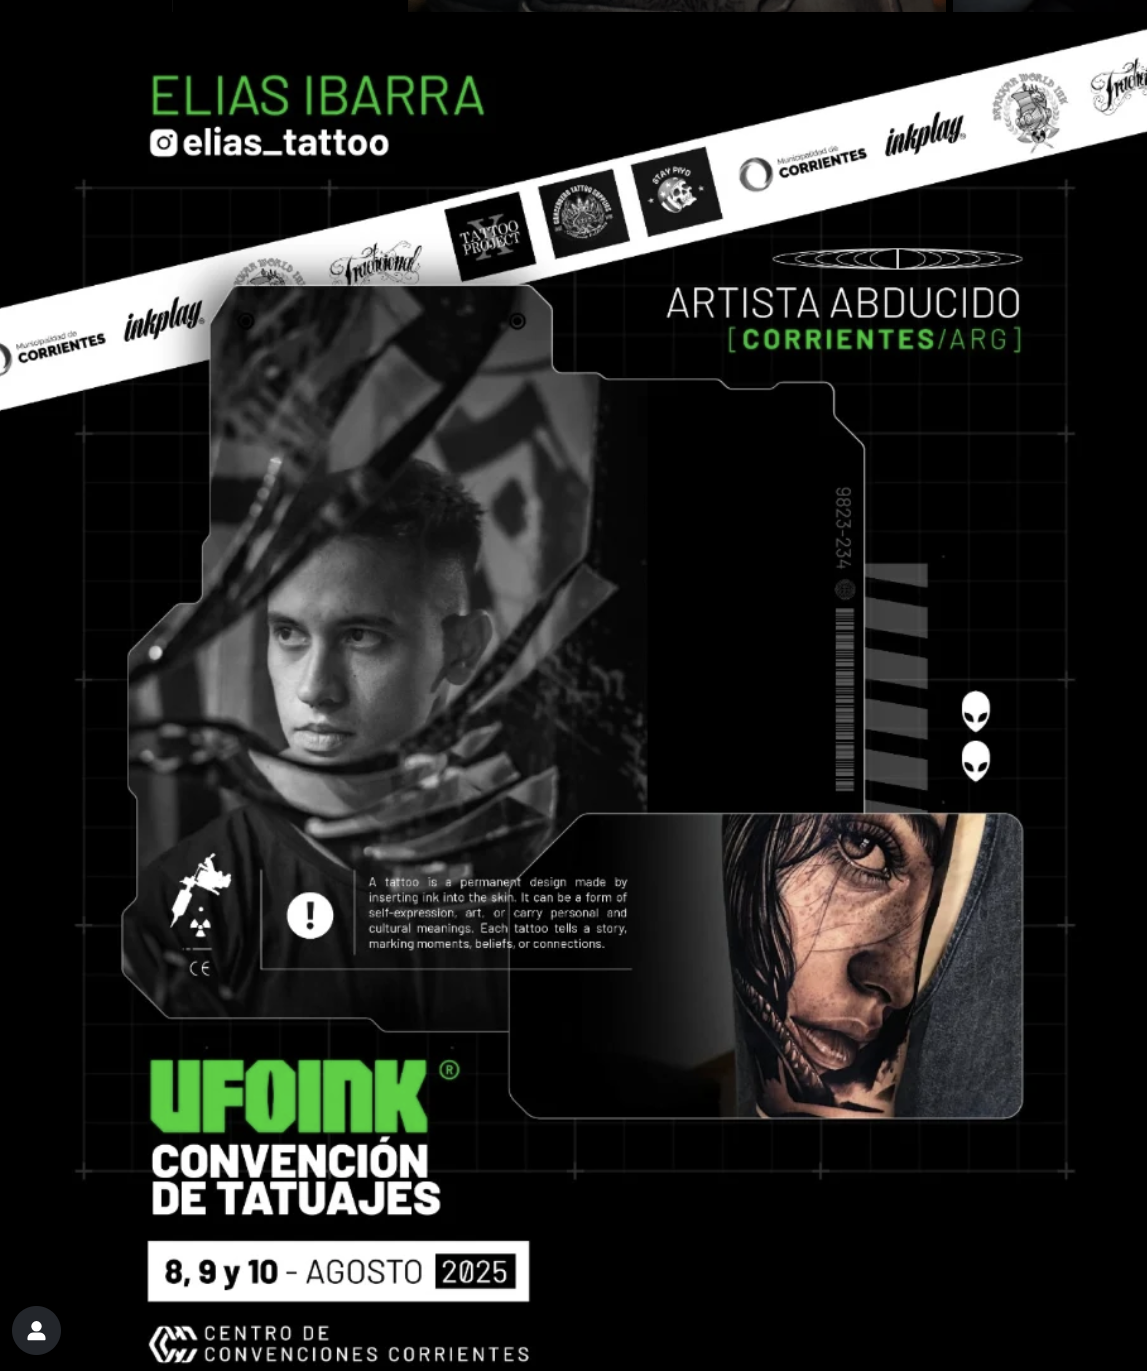 ELIAS IBARRA
elias_tattoo
Municipalidad de
CORRIENTES
inkplay
Tradicional
TATTOO
PROJECT
X
STAY PIYO
Municipalidad de
CORRIENTES
inkplay
WORLD INK
ARTISTA ABDUCIDO
[CORRIENTES/ARG]
9823-234
A tattoo is a permanent design made by
inserting ink into the skin. It can be a form of
self-expression, art, or carry personal and
cultural meanings. Each tattoo tells a story,
marking moments, beliefs, or connections.
CE
UFOINK ®
CONVENCIÓN
DE TATUAJES
8, 9 y 10 - AGOSTO 2025
CENTRO DE
CONVENCIONES CORRIENTES